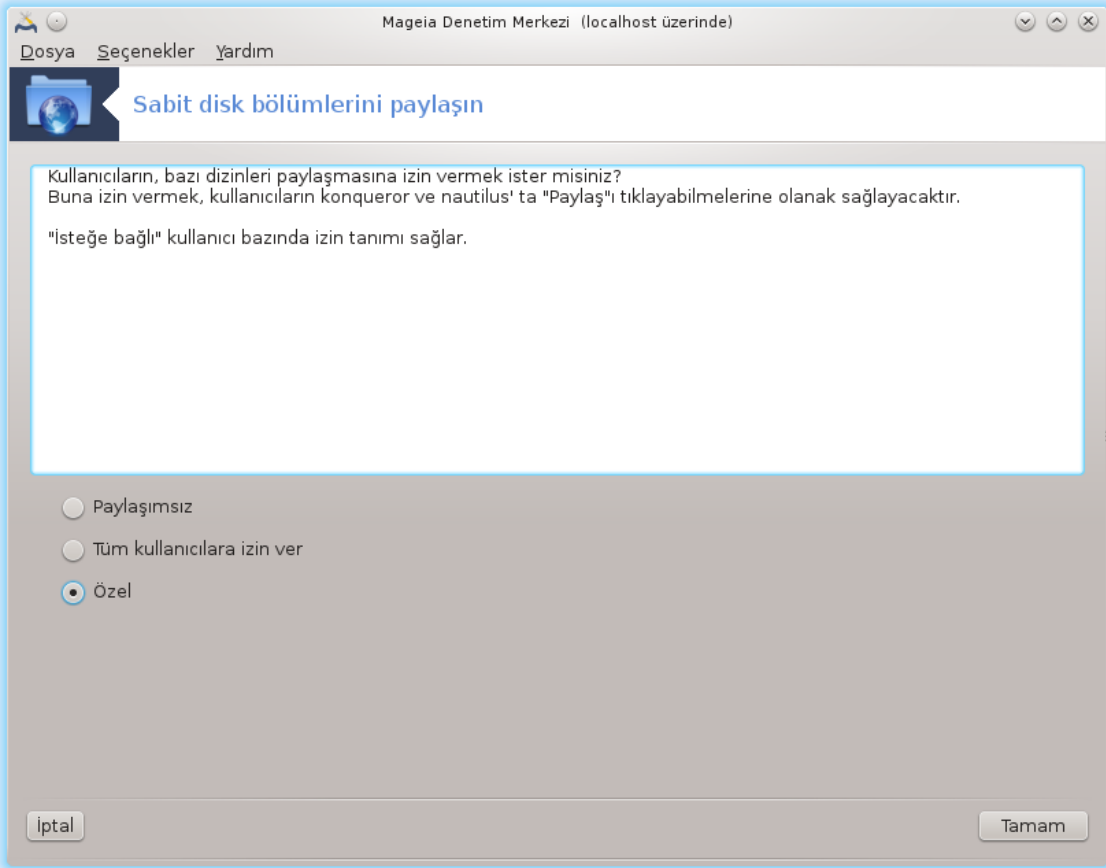 Mageia Denetim Merkezi (localhost üzerinde)
Dosya Seçenekler Yardım
Sabit disk bölümlerini paylaşın
Kullanıcıların, bazı dizinleri paylaşmasına izin vermek ister misiniz?
Buna izin vermek, kullanıcıların konqueror ve nautilus' ta "Paylaş"ı tıklayabilmelerine olanak sağlayacaktır.
"İsteğe bağlı" kullanıcı bazında izin tanımı sağlar.
Paylaşımsız
Tüm kullanıcılara izin ver
Özel
İptal Tamam